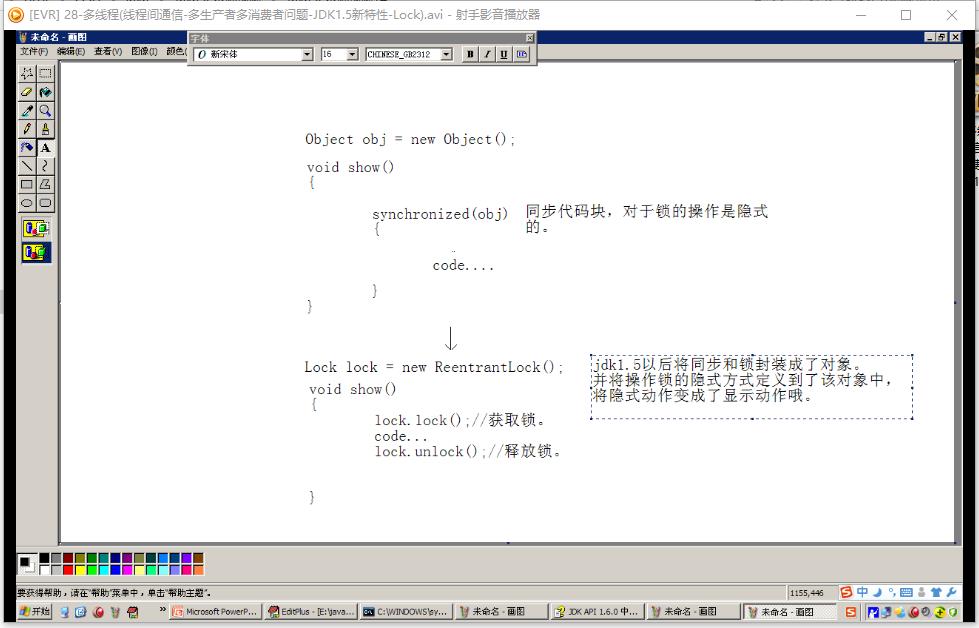 [EVR] 28-多线程(线程间通信-多生产者多消费者问题-JDK1.5新特性-Lock).avi - 射手影音播放器
未命名 - 画图
字体
文件(F) 编辑(E) 查看(V) 图像(I) 颜色(
新宋体 16 CHINESE_GB2312 B I U
Object obj = new Object();
void show()
{
synchronized(obj) 同步代码块，对于锁的操作是隐式
{ 的。
code....
}
}
Lock lock = new ReentrantLock(); jdk1.5以后将同步和锁封装成了对象。
void show() 并将操作锁的隐式方式定义到了该对象中，
{ 将隐式动作变成了显示动作哦。
lock.lock();//获取锁。
code...
lock.unlock();//释放锁。
}
要获得帮助，请在“帮助”菜单中，单击“帮助主题”。 1155,446 中
开始 » Microsoft PowerP... EditPlus - [E:\java... C:\WINDOWS\sy... 未命名 - 画图 JDK API 1.6.0 中... 未命名 - 画图 未命名 - 画图